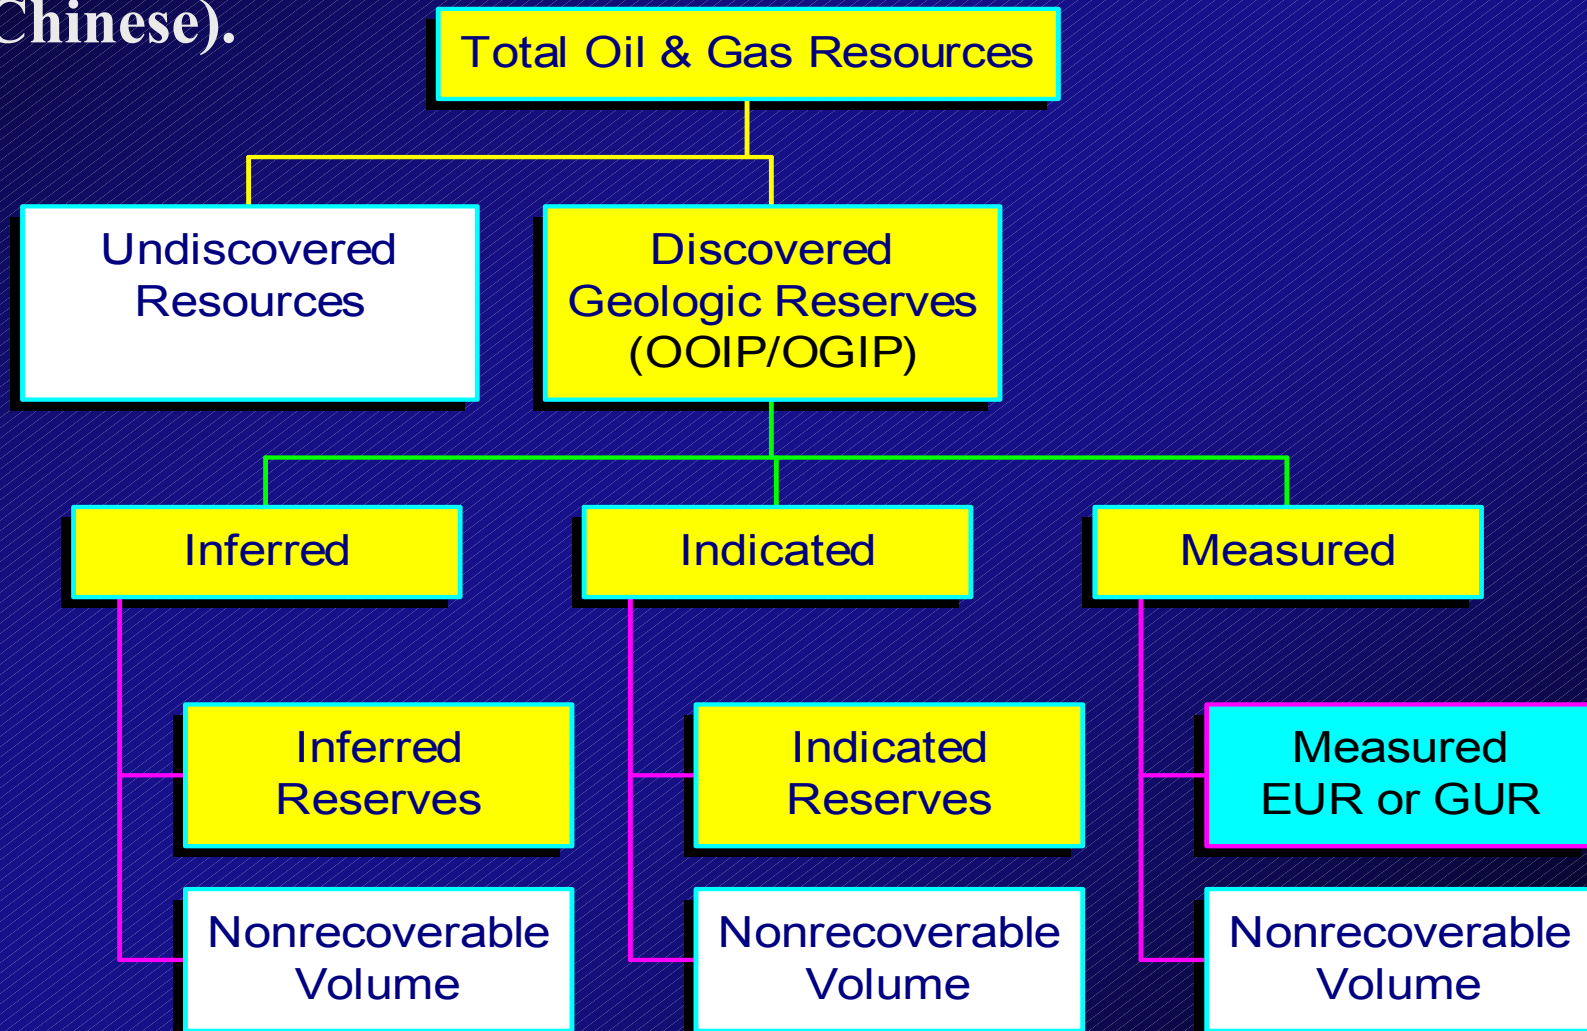 Chinese).
Total Oil & Gas Resources
Undiscovered
Resources
Discovered
Geologic Reserves
(OOIP/OGIP)
Inferred
Indicated
Measured
Inferred
Reserves
Indicated
Reserves
Measured
EUR or GUR
Nonrecoverable
Volume
Nonrecoverable
Volume
Nonrecoverable
Volume